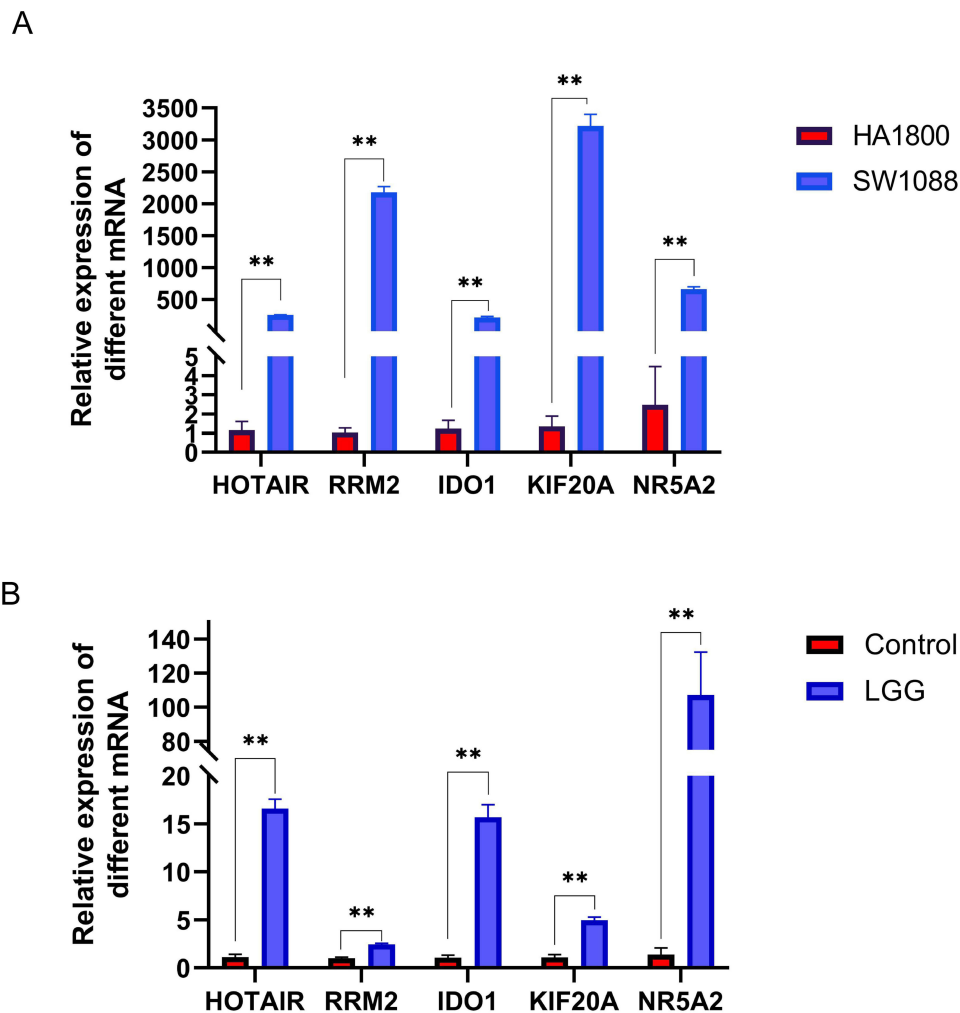 A
Relative expression of
different mRNA
3500
3000
2500
2000
1500
1000
500
5
4
3
2
1
0
**
**
**
**
**
HOTAIR RRM2 IDO1 KIF20A NR5A2
HA1800
SW1088
B
Relative expression of
different mRNA
140
120
100
80
20
15
10
5
0
**
**
**
**
**
HOTAIR RRM2 IDO1 KIF20A NR5A2
Control
LGG